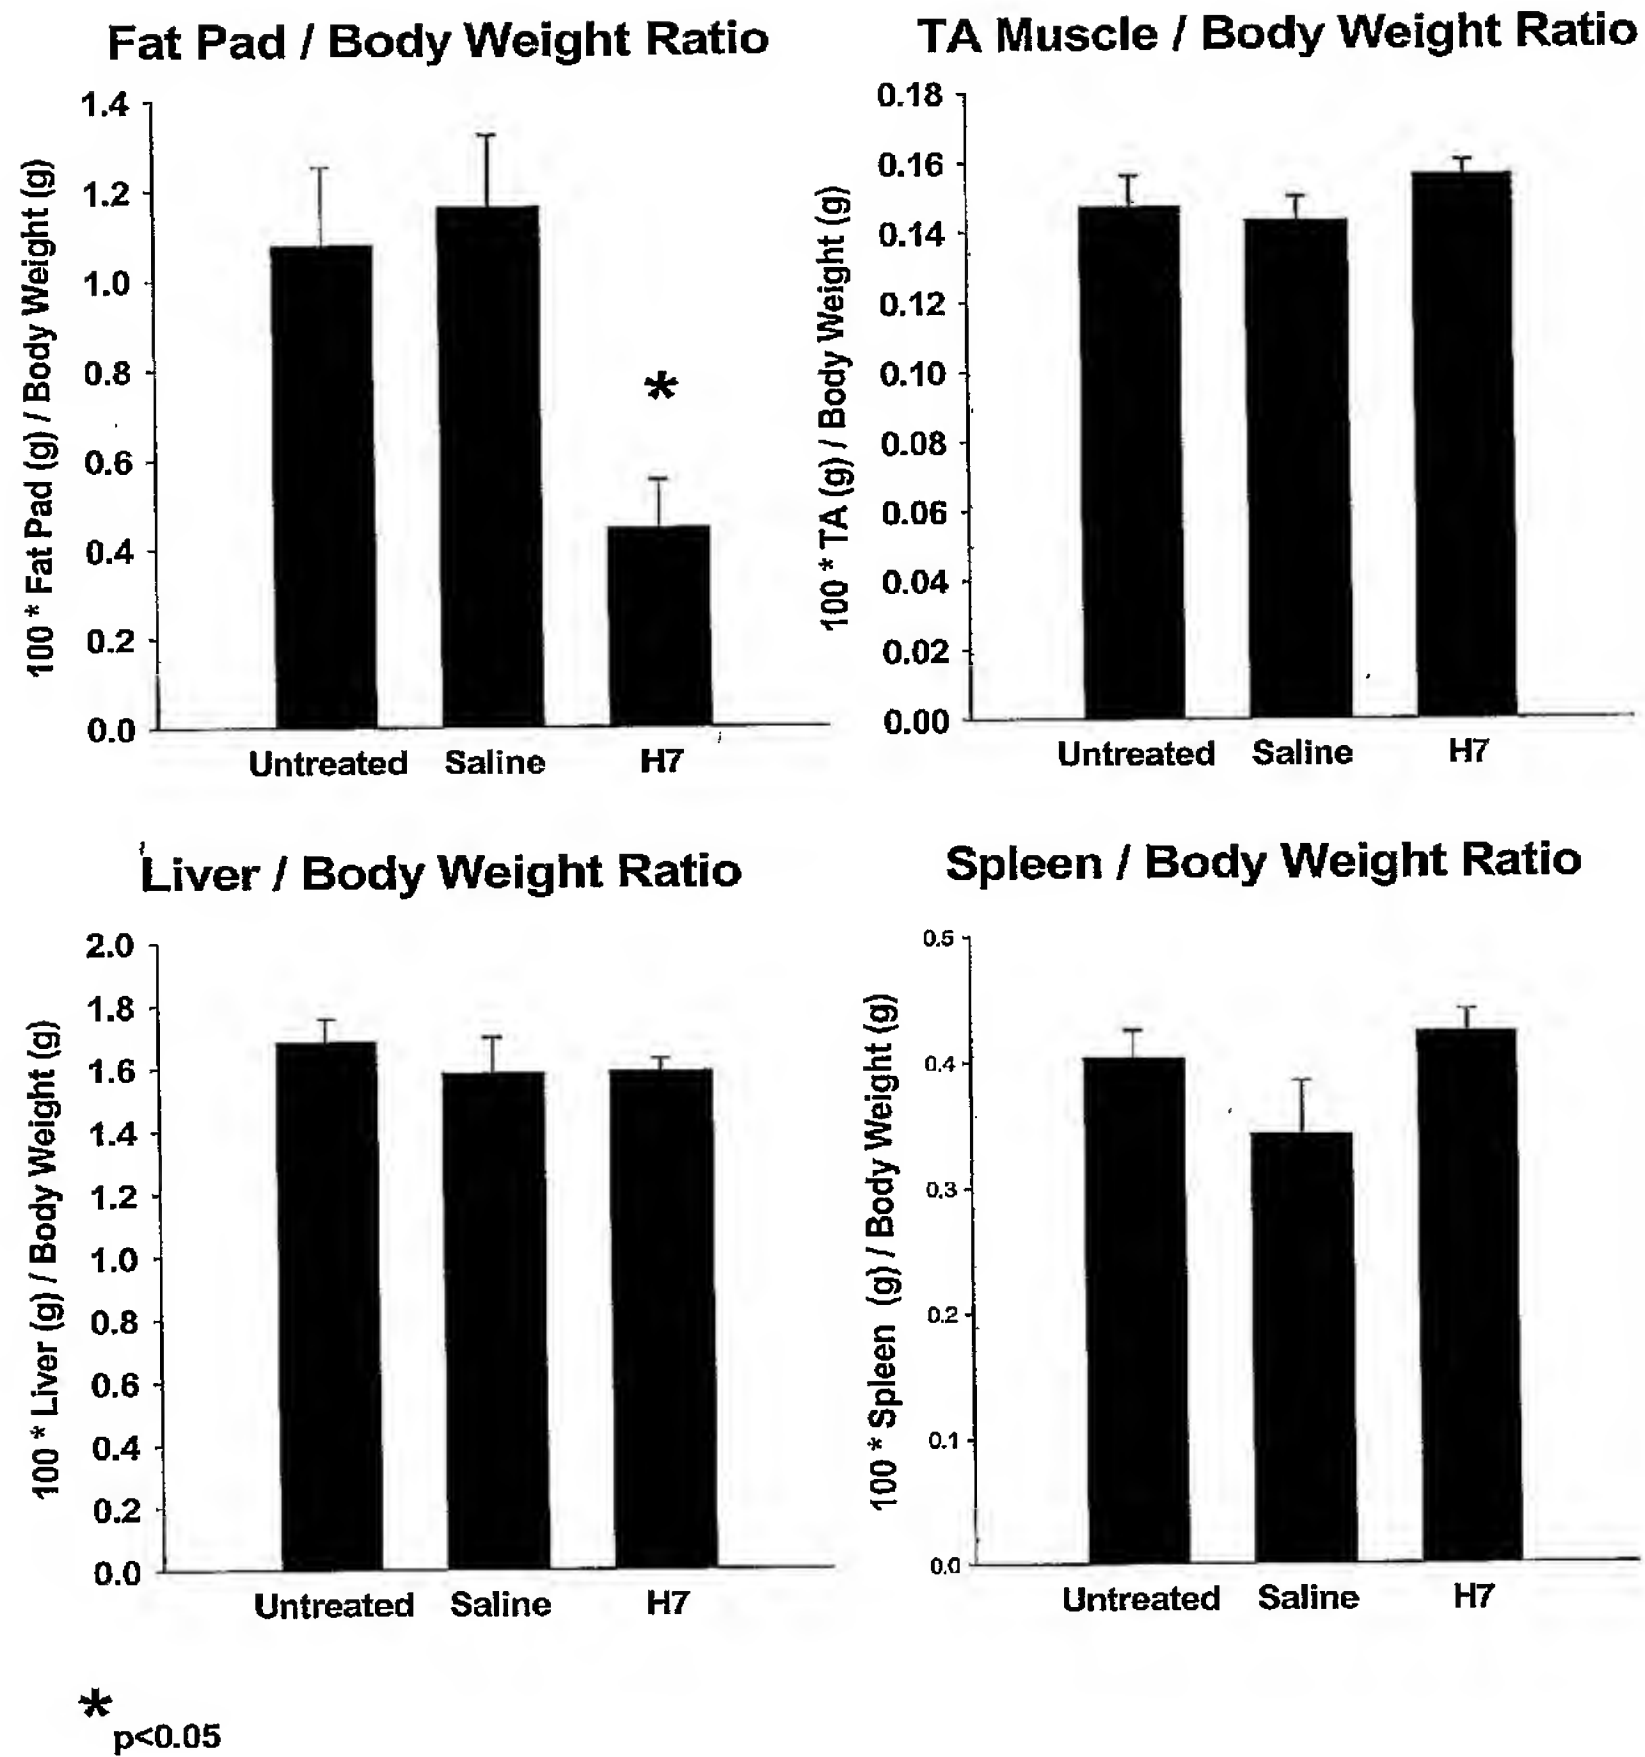 Fat Pad / Body Weight Ratio
100 * Fat Pad (g) / Body Weight (g)
1.4
1.2
1.0
0.8
0.6
0.4
0.2
0.0
*
Untreated Saline H7
TA Muscle / Body Weight Ratio
100 * TA (g) / Body Weight (g)
0.18
0.16
0.14
0.12
0.10
0.08
0.06
0.04
0.02
0.00
Untreated Saline H7
Liver / Body Weight Ratio
100 * Liver (g) / Body Weight (g)
2.0
1.8
1.6
1.4
1.2
1.0
0.8
0.6
0.4
0.2
0.0
Untreated Saline H7
Spleen / Body Weight Ratio
100 * Spleen (g) / Body Weight (g)
0.5
0.4
0.3
0.2
0.1
0.0
Untreated Saline H7
* p<0.05